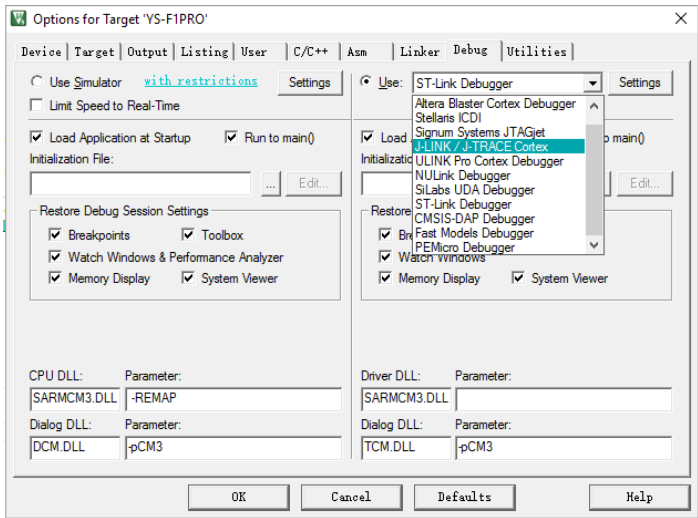 Options for Target 'YS-F1PRO'
Device Target Output Listing User C/C++ Asm Linker Debug Utilities
Use Simulator with restrictions Settings
Limit Speed to Real-Time
Use: ST-Link Debugger Settings
Altera Blaster Cortex Debugger
Stellaris ICDI
Signum Systems JTAGjet
J-LINK / J-TRACE Cortex
ULINK Pro Cortex Debugger
NULink Debugger
SiLabs UDA Debugger
ST-Link Debugger
CMSIS-DAP Debugger
Fast Models Debugger
PEMicro Debugger
Load Application at Startup Run to main()
Initialization File:
... Edit...
Restore Debug Session Settings
Breakpoints Toolbox
Watch Windows & Performance Analyzer
Memory Display System Viewer
Load main()
Edit...
Restore
Watch Windows
Memory Display System Viewer
CPU DLL: Parameter:
SARMCM3.DLL -REMAP
Dialog DLL: Parameter:
DCM.DLL -pCM3
Driver DLL: Parameter:
SARMCM3.DLL
Dialog DLL: Parameter:
TCM.DLL -pCM3
OK Cancel Defaults Help